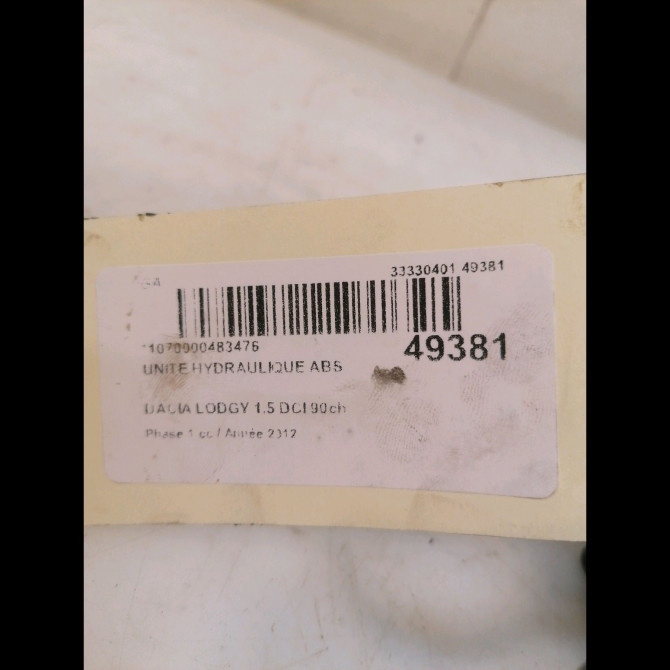 33330401 49381
*1070000483476
49381
UNITE HYDRAULIQUE ABS
DACIA LODGY 1.5 DCI 90ch
Phase 1 cc / Année 2012